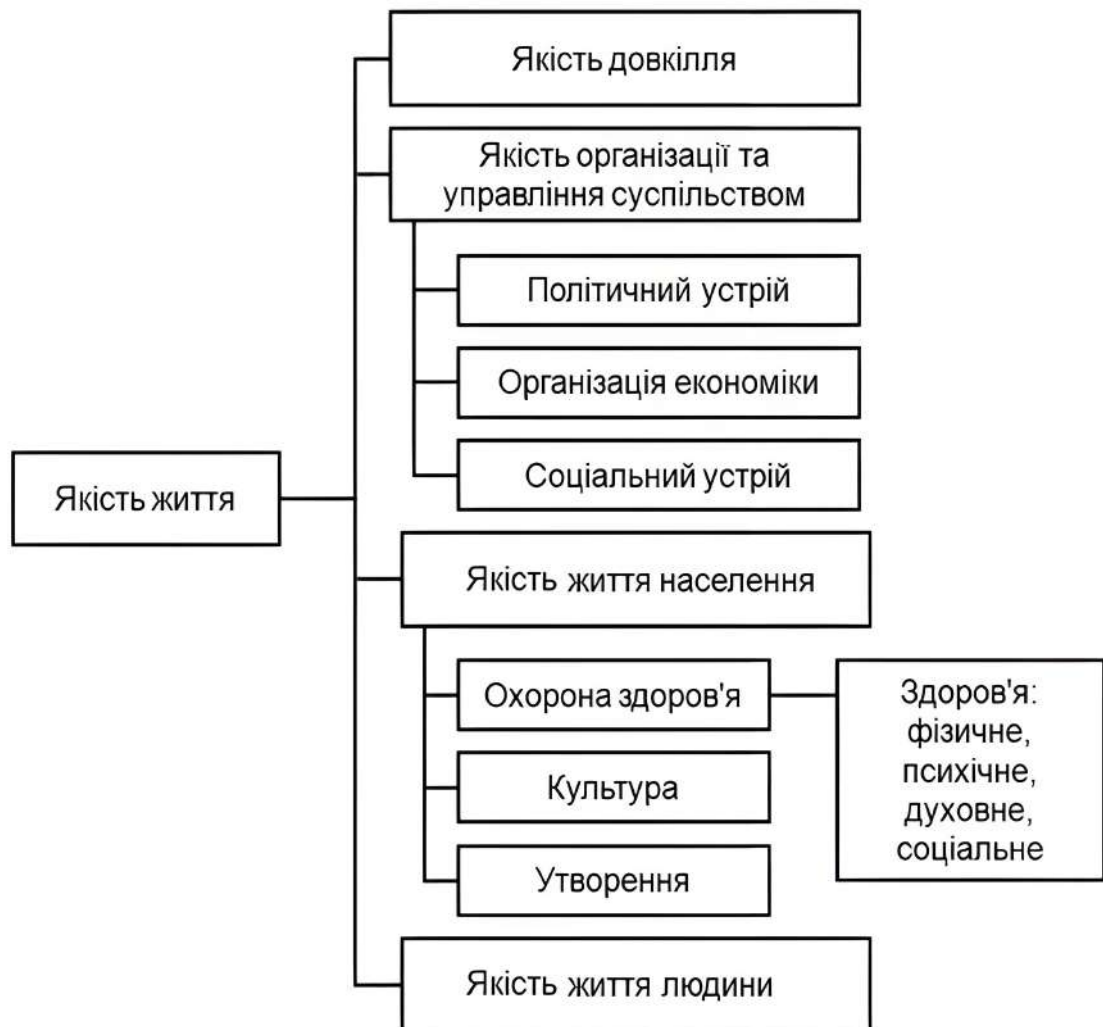 Якість довкілля
Якість організації та
управління суспільством
Політичний устрій
Організація економіки
Соціальний устрій
Якість життя
Якість життя населення
Охорона здоров'я
Здоров'я:
фізичне,
психічне,
духовне,
соціальне
Культура
Утворення
Якість життя людини